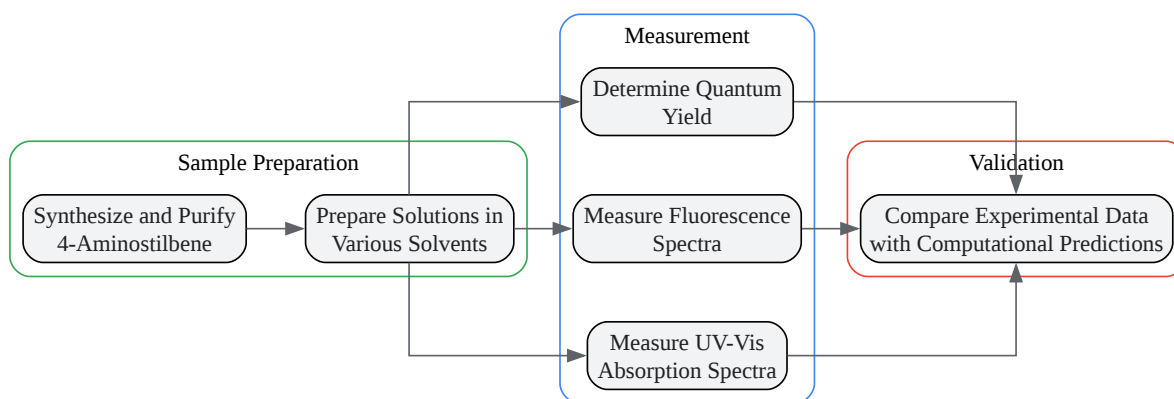 Measurement
Determine Quantum
Yield
Sample Preparation
Synthesize and Purify
4-Aminostilbene
Prepare Solutions in
Various Solvents
Measure Fluorescence
Spectra
Validation
Compare Experimental Data
with Computational Predictions
Measure UV-Vis
Absorption Spectra